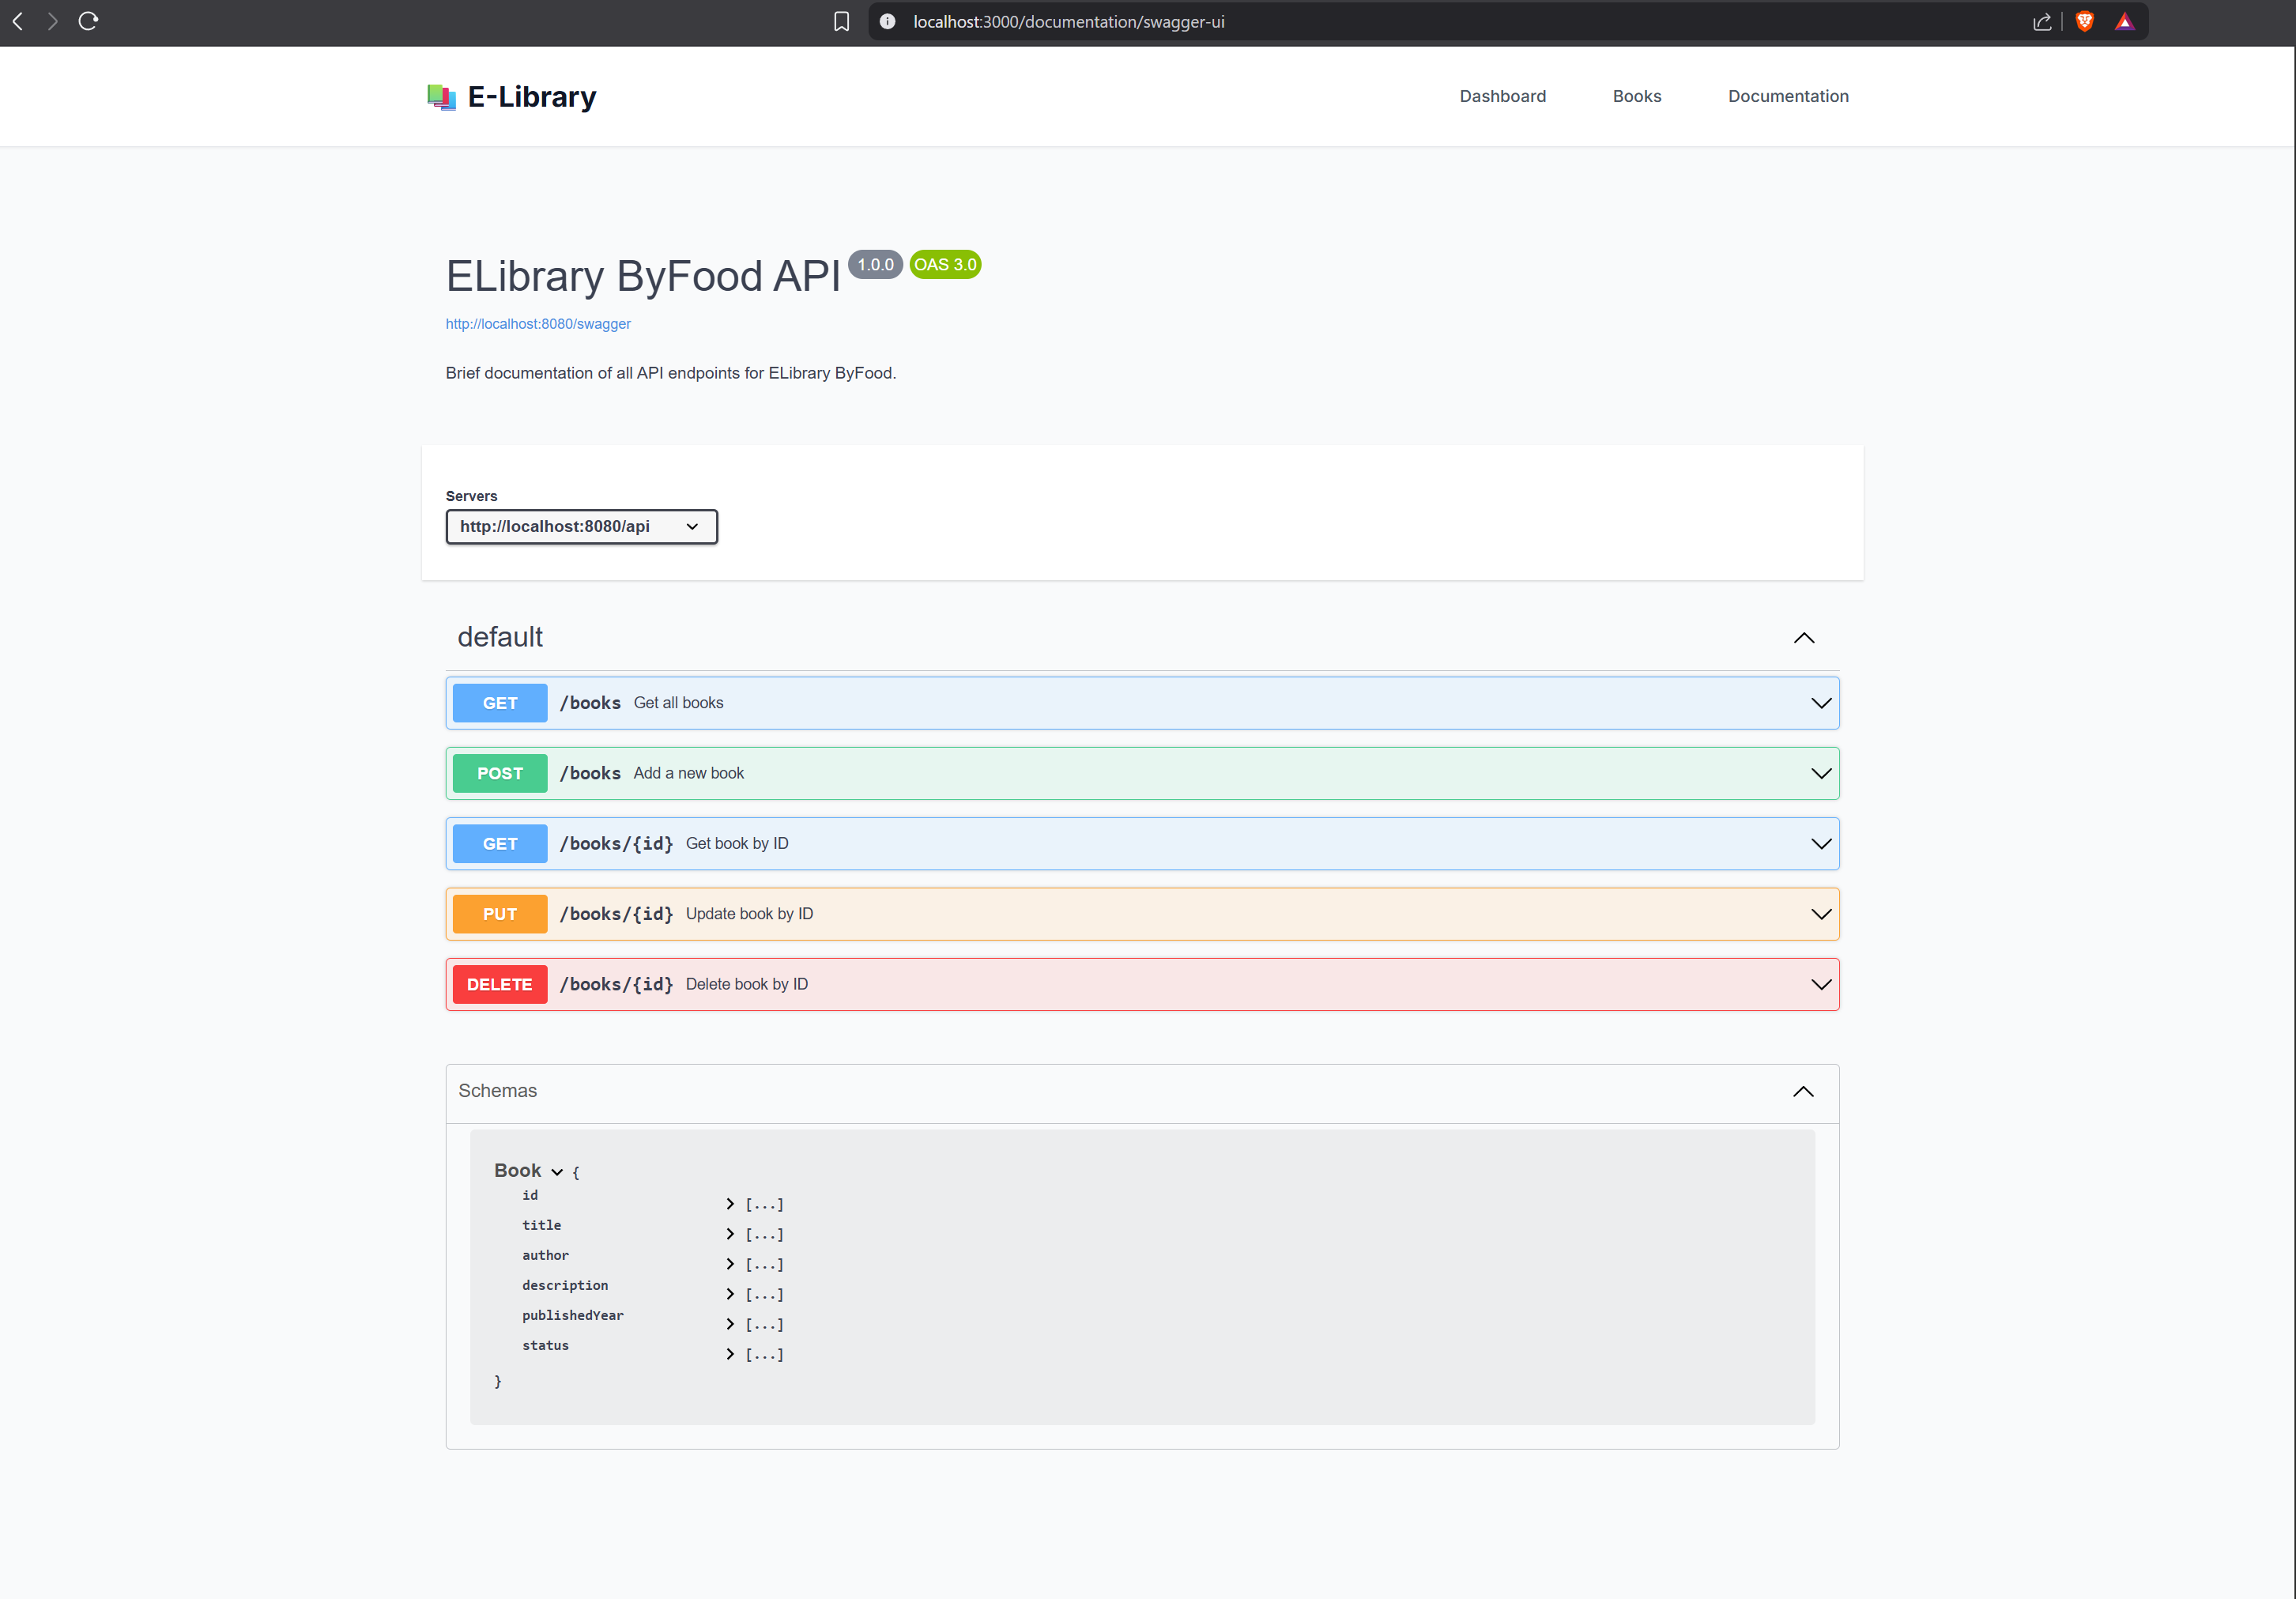 localhost:3000/documentation/swagger-ui
E-Library
Dashboard Books Documentation
ELibrary ByFood API 1.0.0 OAS 3.0
http://localhost:8080/swagger
Brief documentation of all API endpoints for ELibrary ByFood.
Servers
http://localhost:8080/api
default
GET /books Get all books
POST /books Add a new book
GET /books/{id} Get book by ID
PUT /books/{id} Update book by ID
DELETE /books/{id} Delete book by ID
Schemas
Book {
id [...]
title [...]
author [...]
description [...]
publishedYear [...]
status [...]
}